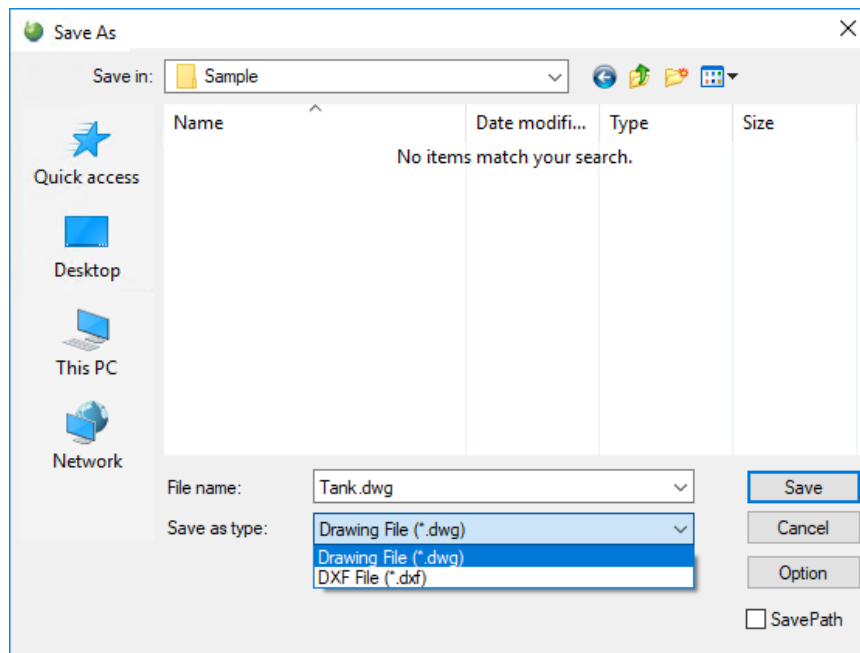 Save As
Save in:
Sample
Name
Date modifi...
Type
Size
No items match your search.
Quick access
Desktop
This PC
Network
File name:
Tank.dwg
Save
Save as type:
Drawing File (*.dwg)
Cancel
Drawing File (*.dwg)
DXF File (*.dxf)
Option
SavePath